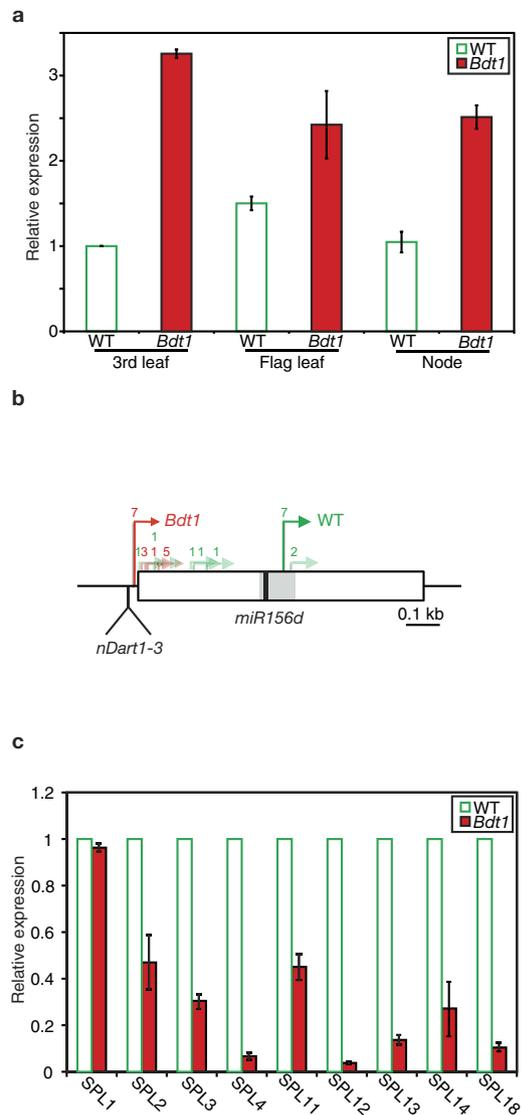 a
WT
Bdt1
3
2
1
0
Relative expression
WT Bdt1 WT Bdt1 WT Bdt1
3rd leaf Flag leaf Node
b
7 Bdt1 7 WT
1
1 3 1 5 1 1 1 2
miR156d
0.1 kb
nDart1-3
c
WT
Bdt1
1.2
1
0.8
0.6
0.4
0.2
0
Relative expression
SPL1 SPL2 SPL3 SPL4 SPL11 SPL12 SPL13 SPL14 SPL18